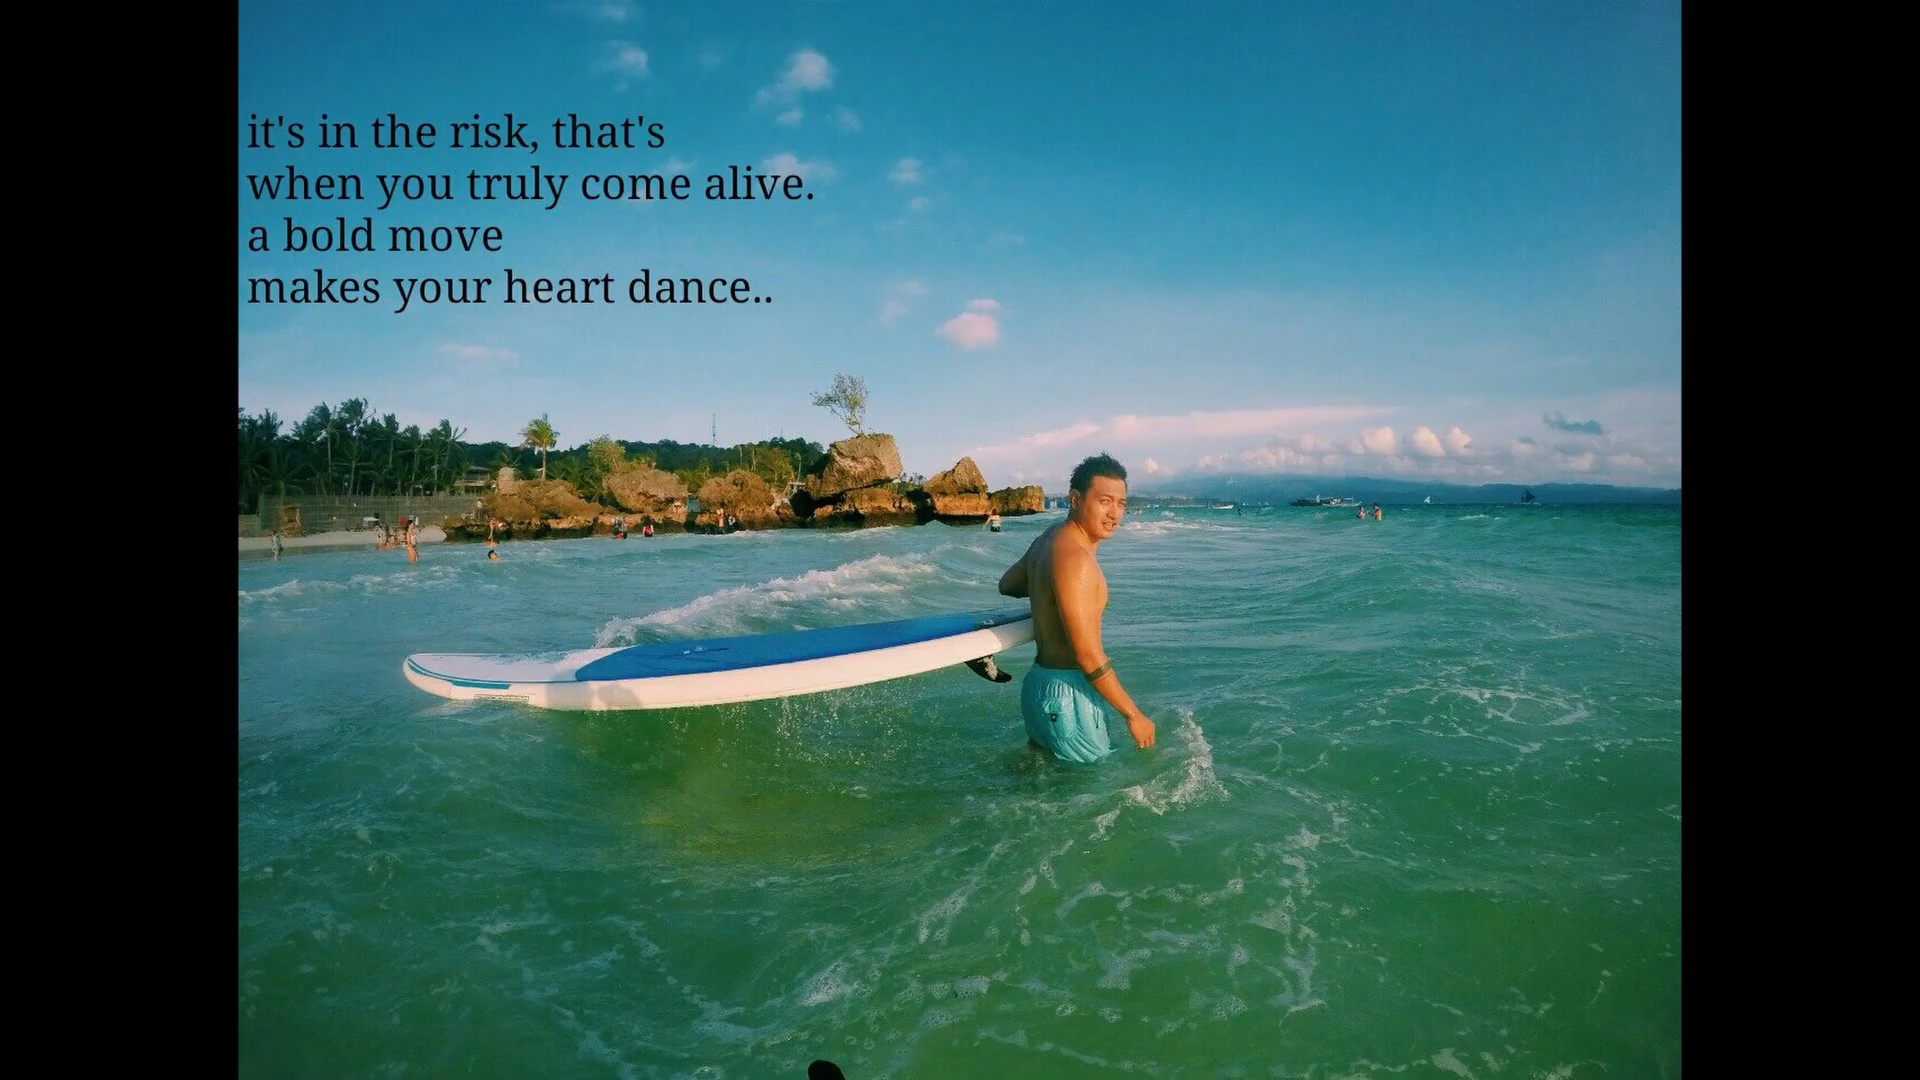 it's in the risk, that's
when you truly come alive.
a bold move
makes your heart dance..